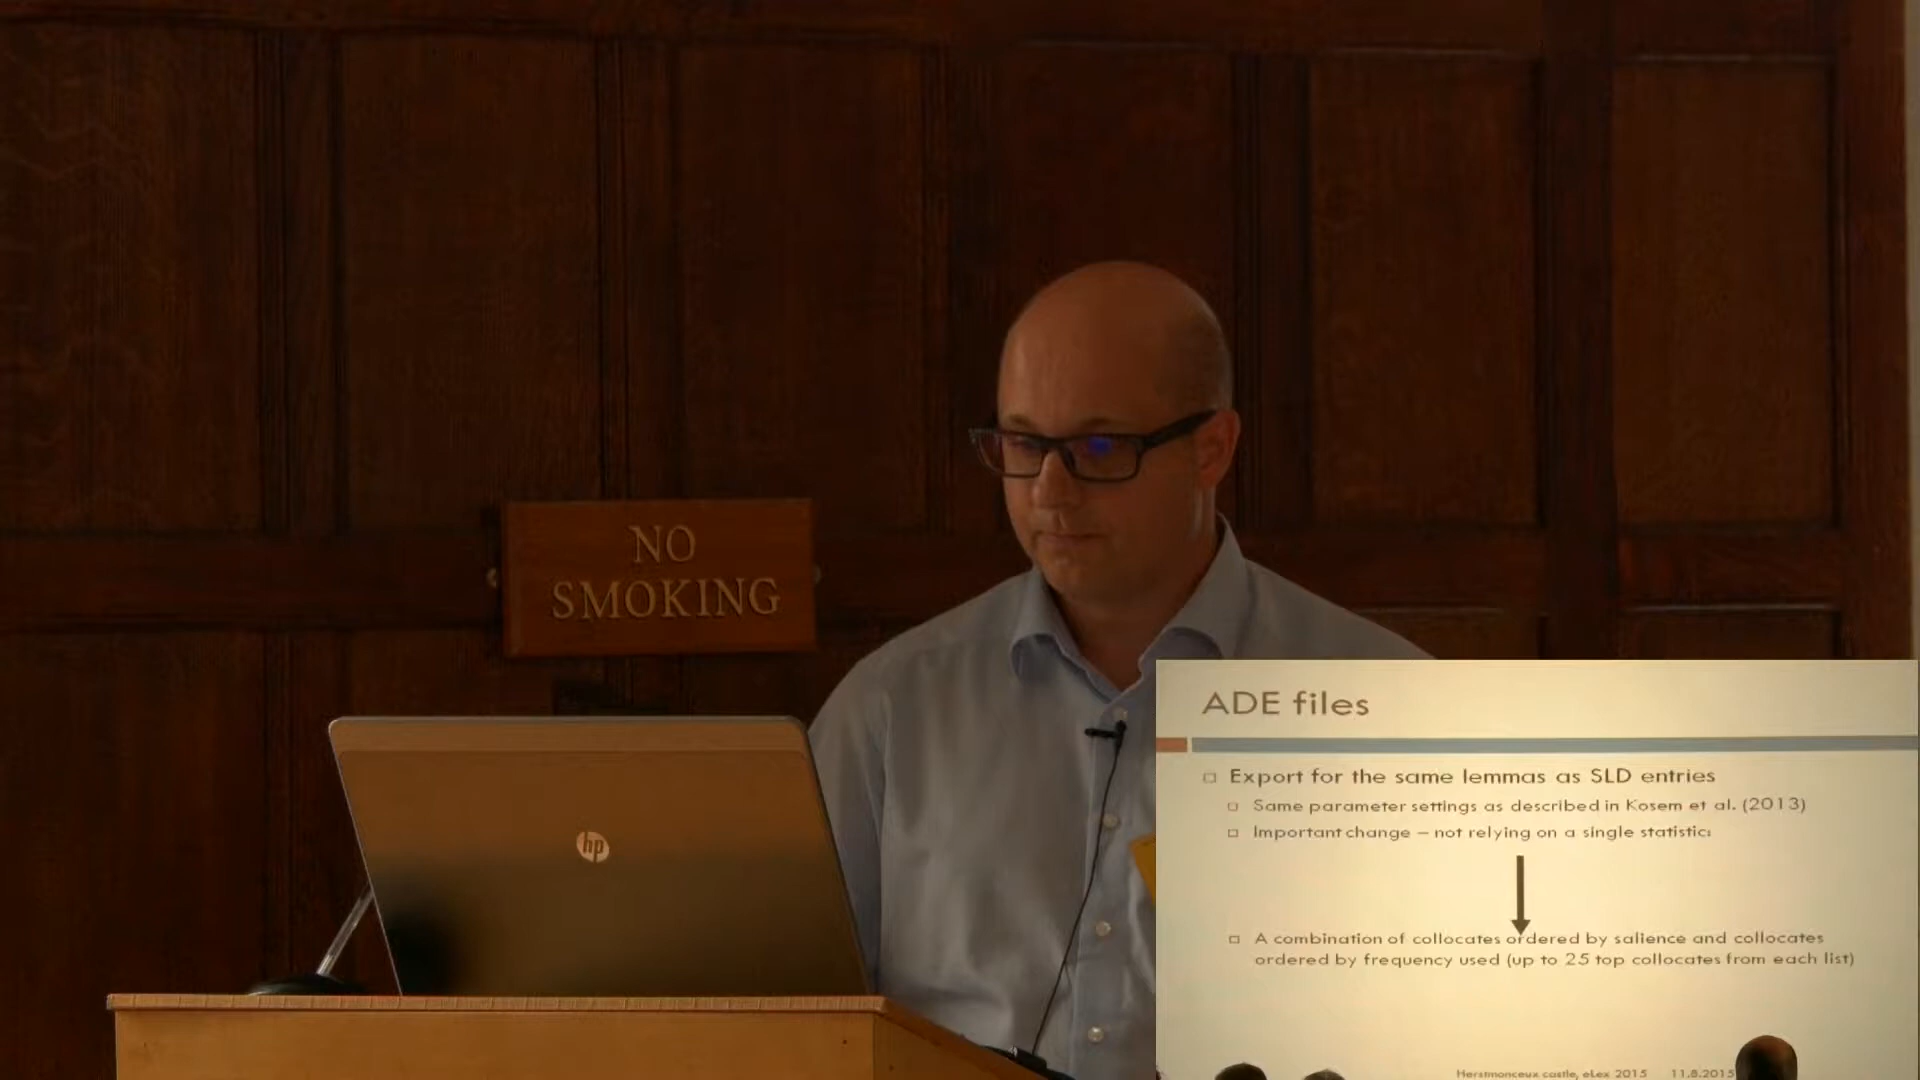 NO
SMOKING
hp
ADE files
Export for the same lemmas as SLD entries
Same parameter settings as described in Kosem et al. (2013)
Important change – not relying on a single statistic:
A combination of collocates ordered by salience and collocates
ordered by frequency used (up to 25 top collocates from each list)
Herstmonceux castle, eLex 2015 11.8.2015